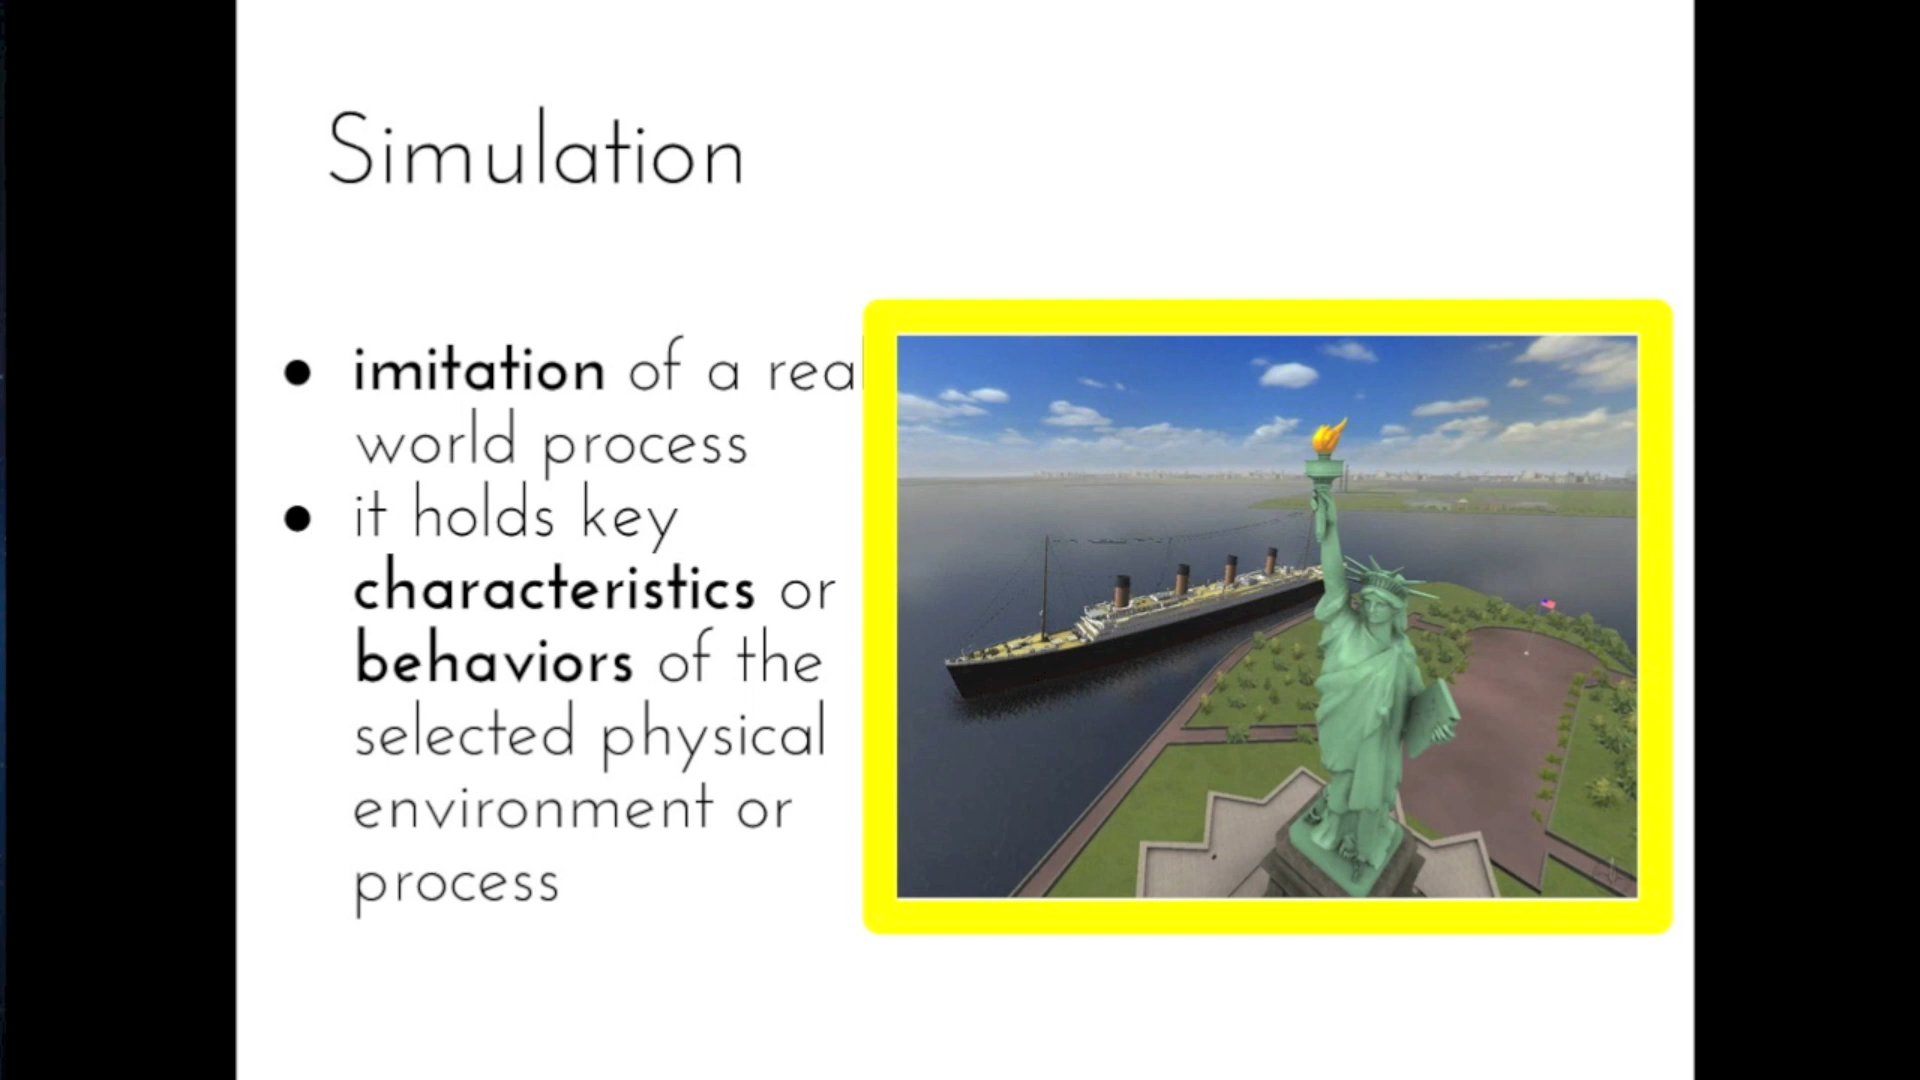 Simulation
● imitation of a real
world process
● it holds key
characteristics or
behaviors of the
selected physical
environment or
process